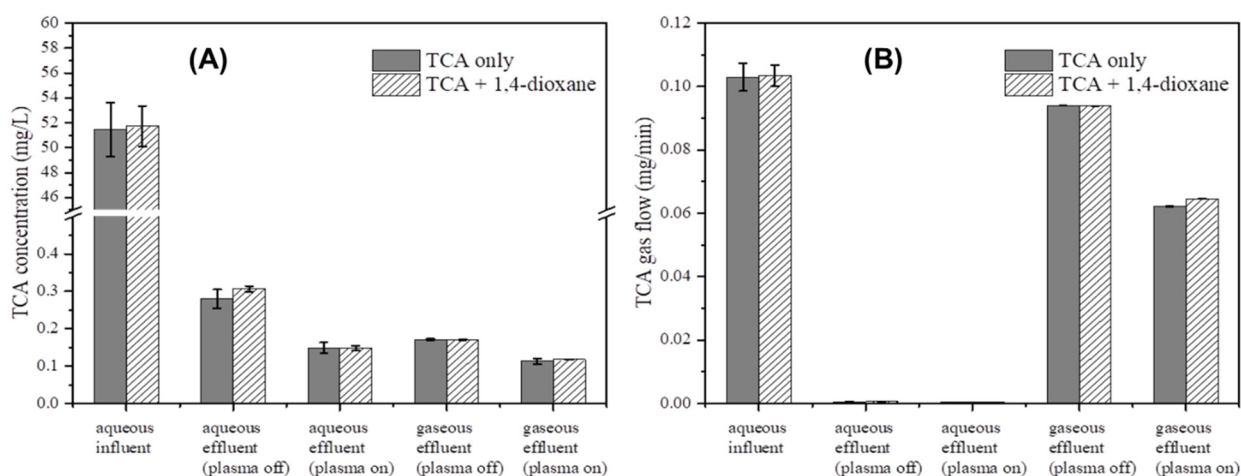 (A)
TCA only
TCA + 1,4-dioxane
TCA concentration (mg/L)
60
58
56
54
52
50
48
46
0.4
0.3
0.2
0.1
0.0
aqueous
influent
aqueous
effluent
(plasma off)
aqueous
effluent
(plasma on)
gaseous
effluent
(plasma off)
gaseous
effluent
(plasma on)
(B)
TCA only
TCA + 1,4-dioxane
TCA gas flow (mg/min)
0.12
0.10
0.08
0.06
0.04
0.02
0.00
aqueous
influent
aqueous
effluent
(plasma off)
aqueous
effluent
(plasma on)
gaseous
effluent
(plasma off)
gaseous
effluent
(plasma on)